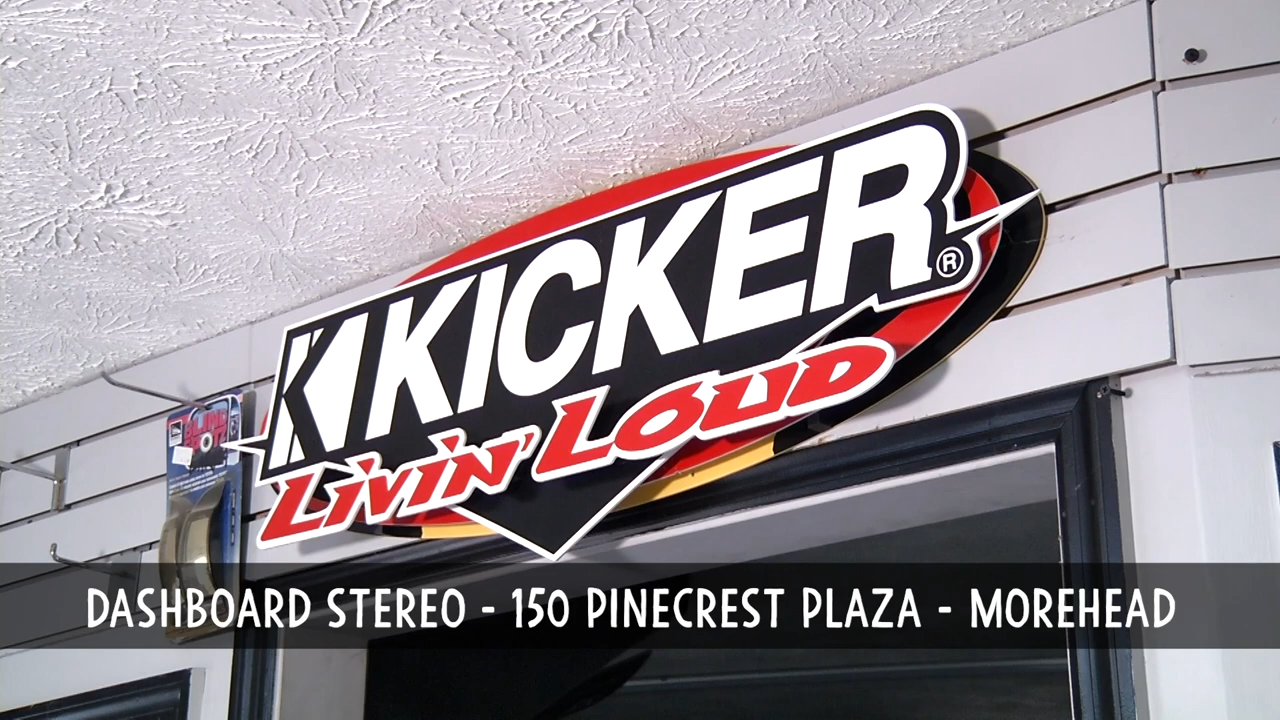 KICKER®
LIVIN' LOUD
DASHBOARD STEREO - 150 PINECREST PLAZA - MOREHEAD